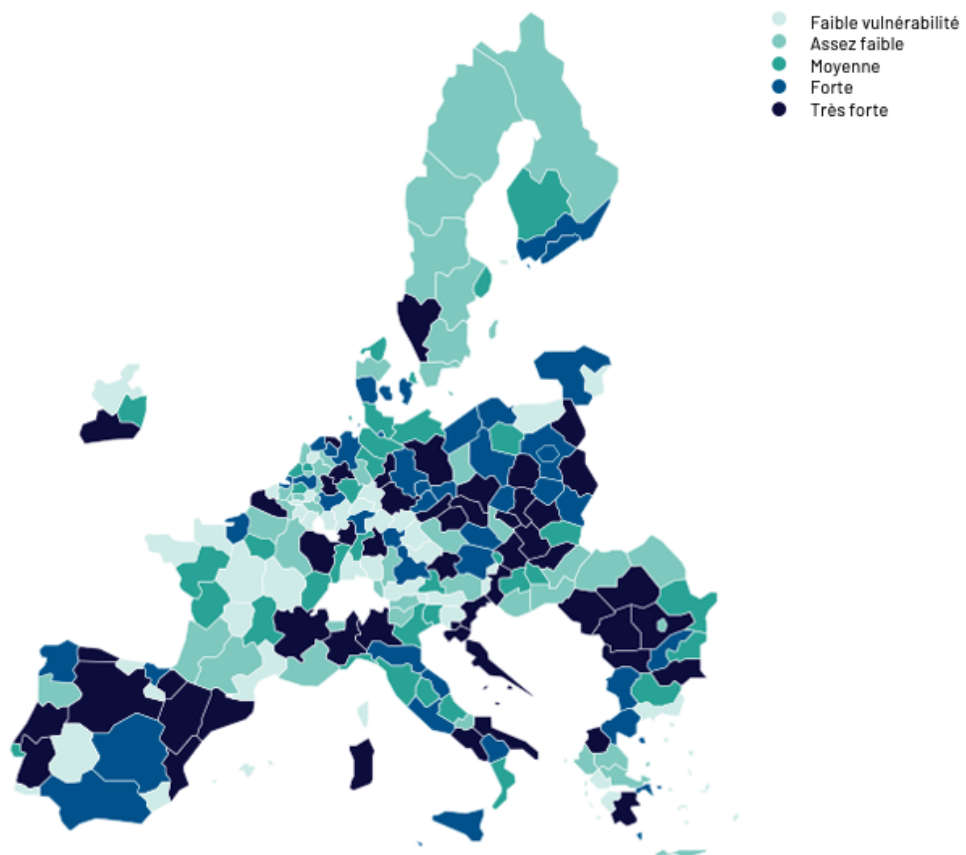 Faible vulnérabilité
Assez faible
Moyenne
Forte
Très forte